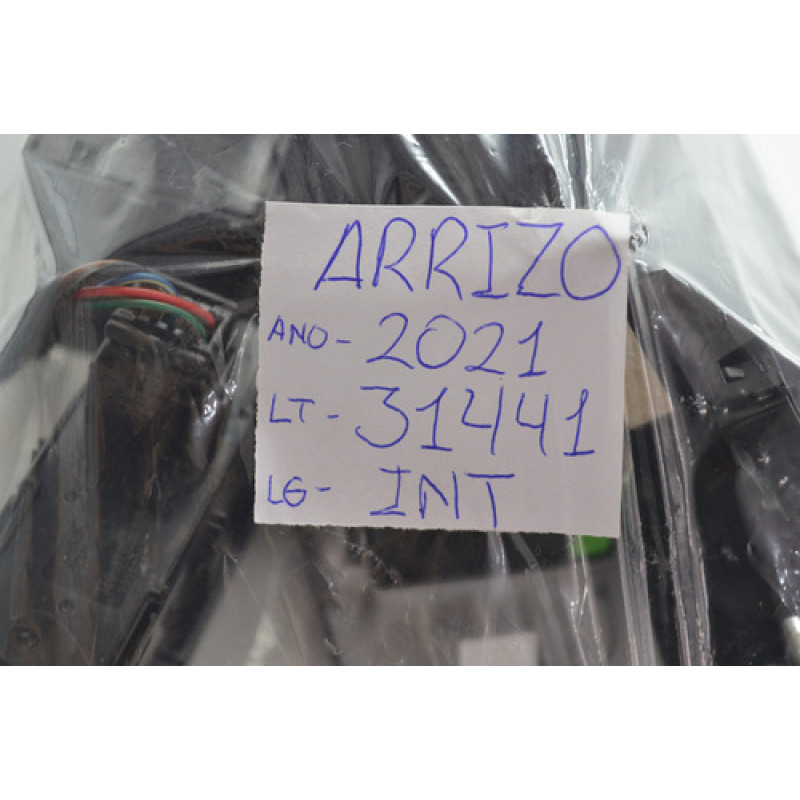 ARRIZO
ANO - 2021
LT - 31441
LG - INT